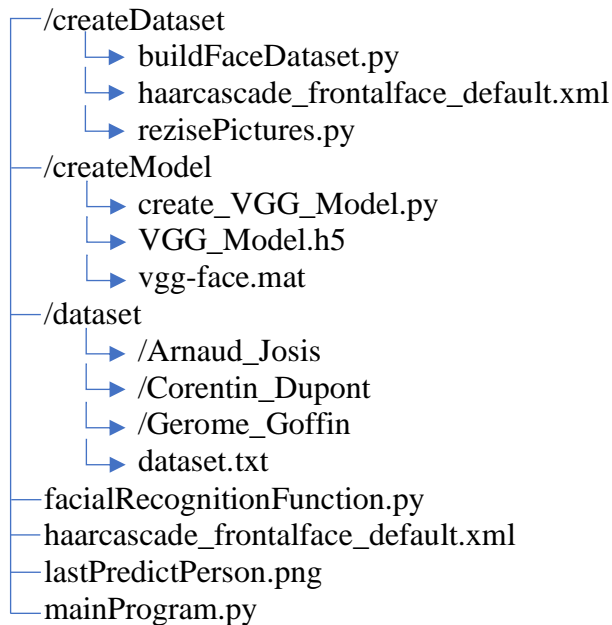 /createDataset
buildFaceDataset.py
haarcascade_frontalface_default.xml
rezisePictures.py
/createModel
create_VGG_Model.py
VGG_Model.h5
vgg-face.mat
/dataset
/Arnaud_Josis
/Corentin_Dupont
/Gerome_Goffin
dataset.txt
facialRecognitionFunction.py
haarcascade_frontalface_default.xml
lastPredictPerson.png
mainProgram.py